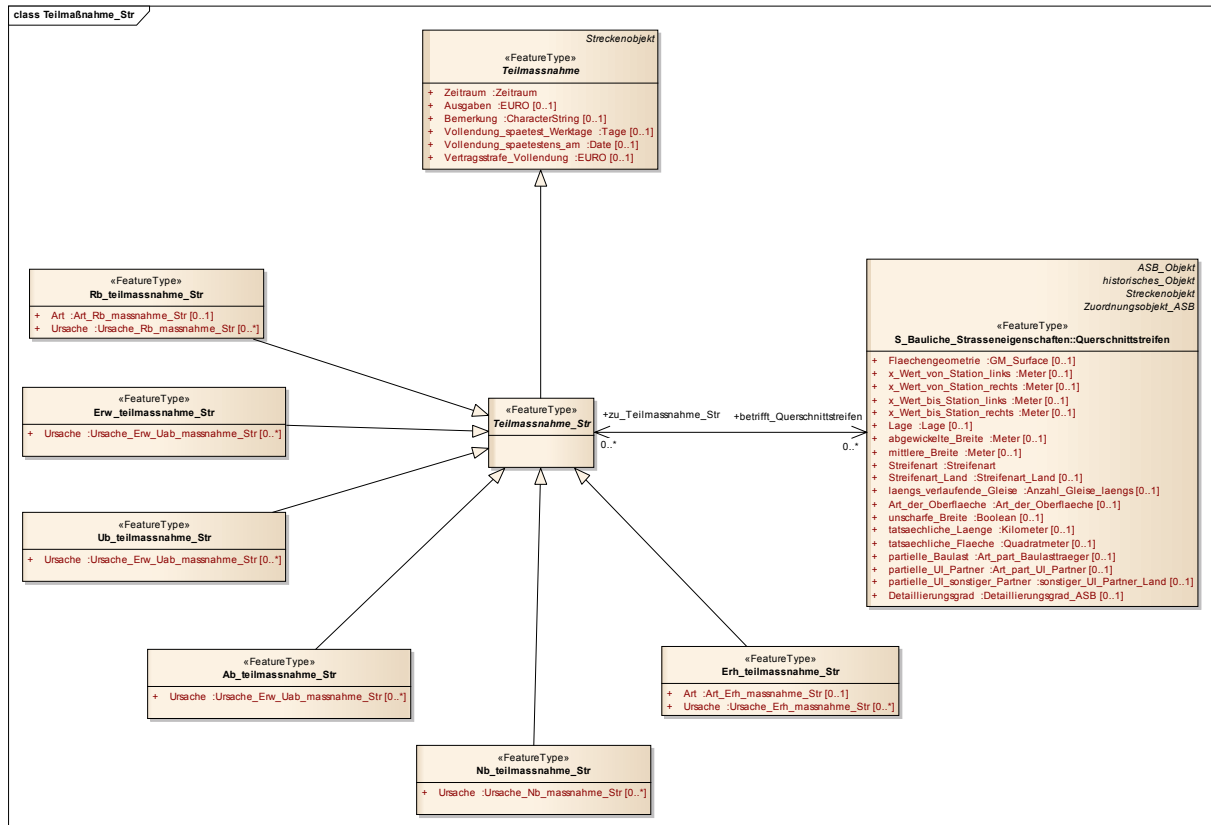 class Teilmaßnahme_Str
Streckenobjekt
«FeatureType»
Teilmassnahme
+ Zeitraum :Zeitraum
+ Ausgaben :EURO [0..1]
+ Bemerkung :CharacterString [0..1]
+ Vollendung_spaetest_Werktage :Tage [0..1]
+ Vollendung_spaetestens_am :Date [0..1]
+ Vertragsstrafe_Vollendung :EURO [0..1]
«FeatureType»
Rb_teilmassnahme_Str
+ Art :Art_Rb_massnahme_Str [0..1]
+ Ursache :Ursache_Rb_massnahme_Str [0..*]
«FeatureType»
Erw_teilmassnahme_Str
+ Ursache :Ursache_Erw_Uab_massnahme_Str [0..*]
«FeatureType»
Ub_teilmassnahme_Str
+ Ursache :Ursache_Erw_Uab_massnahme_Str [0..*]
«FeatureType»
Teilmassnahme_Str
+zu_Teilmassnahme_Str
0..*
+betrifft_Querschnittstreifen
0..*
ASB_Objekt
historisches_Objekt
Streckenobjekt
Zuordnungsobjekt_ASB
«FeatureType»
S_Bauliche_Strasseneigenschaften::Querschnittstreifen
+ Flaechengeometrie :GM_Surface [0..1]
+ x_Wert_von_Station_links :Meter [0..1]
+ x_Wert_von_Station_rechts :Meter [0..1]
+ x_Wert_bis_Station_links :Meter [0..1]
+ x_Wert_bis_Station_rechts :Meter [0..1]
+ Lage :Lage [0..1]
+ abgewickelte_Breite :Meter [0..1]
+ mittlere_Breite :Meter [0..1]
+ Streifenart :Streifenart
+ Streifenart_Land :Streifenart_Land [0..1]
+ laengs_verlaufende_Gleise :Anzahl_Gleise_laengs [0..1]
+ Art_der_Oberflaeche :Art_der_Oberflaeche [0..1]
+ unscharfe_Breite :Boolean [0..1]
+ tatsaechliche_Laenge :Kilometer [0..1]
+ tatsaechliche_Flaeche :Quadratmeter [0..1]
+ partielle_Baulast :Art_part_Baulasttraeger [0..1]
+ partielle_UI_Partner :Art_part_UI_Partner [0..1]
+ partielle_UI_sonstiger_Partner :sonstiger_UI_Partner_Land [0..1]
+ Detaillierungsgrad :Detaillierungsgrad_ASB [0..1]
«FeatureType»
Ab_teilmassnahme_Str
+ Ursache :Ursache_Erw_Uab_massnahme_Str [0..*]
«FeatureType»
Erh_teilmassnahme_Str
+ Art :Art_Erh_massnahme_Str [0..1]
+ Ursache :Ursache_Erh_massnahme_Str [0..*]
«FeatureType»
Nb_teilmassnahme_Str
+ Ursache :Ursache_Nb_massnahme_Str [0..*]